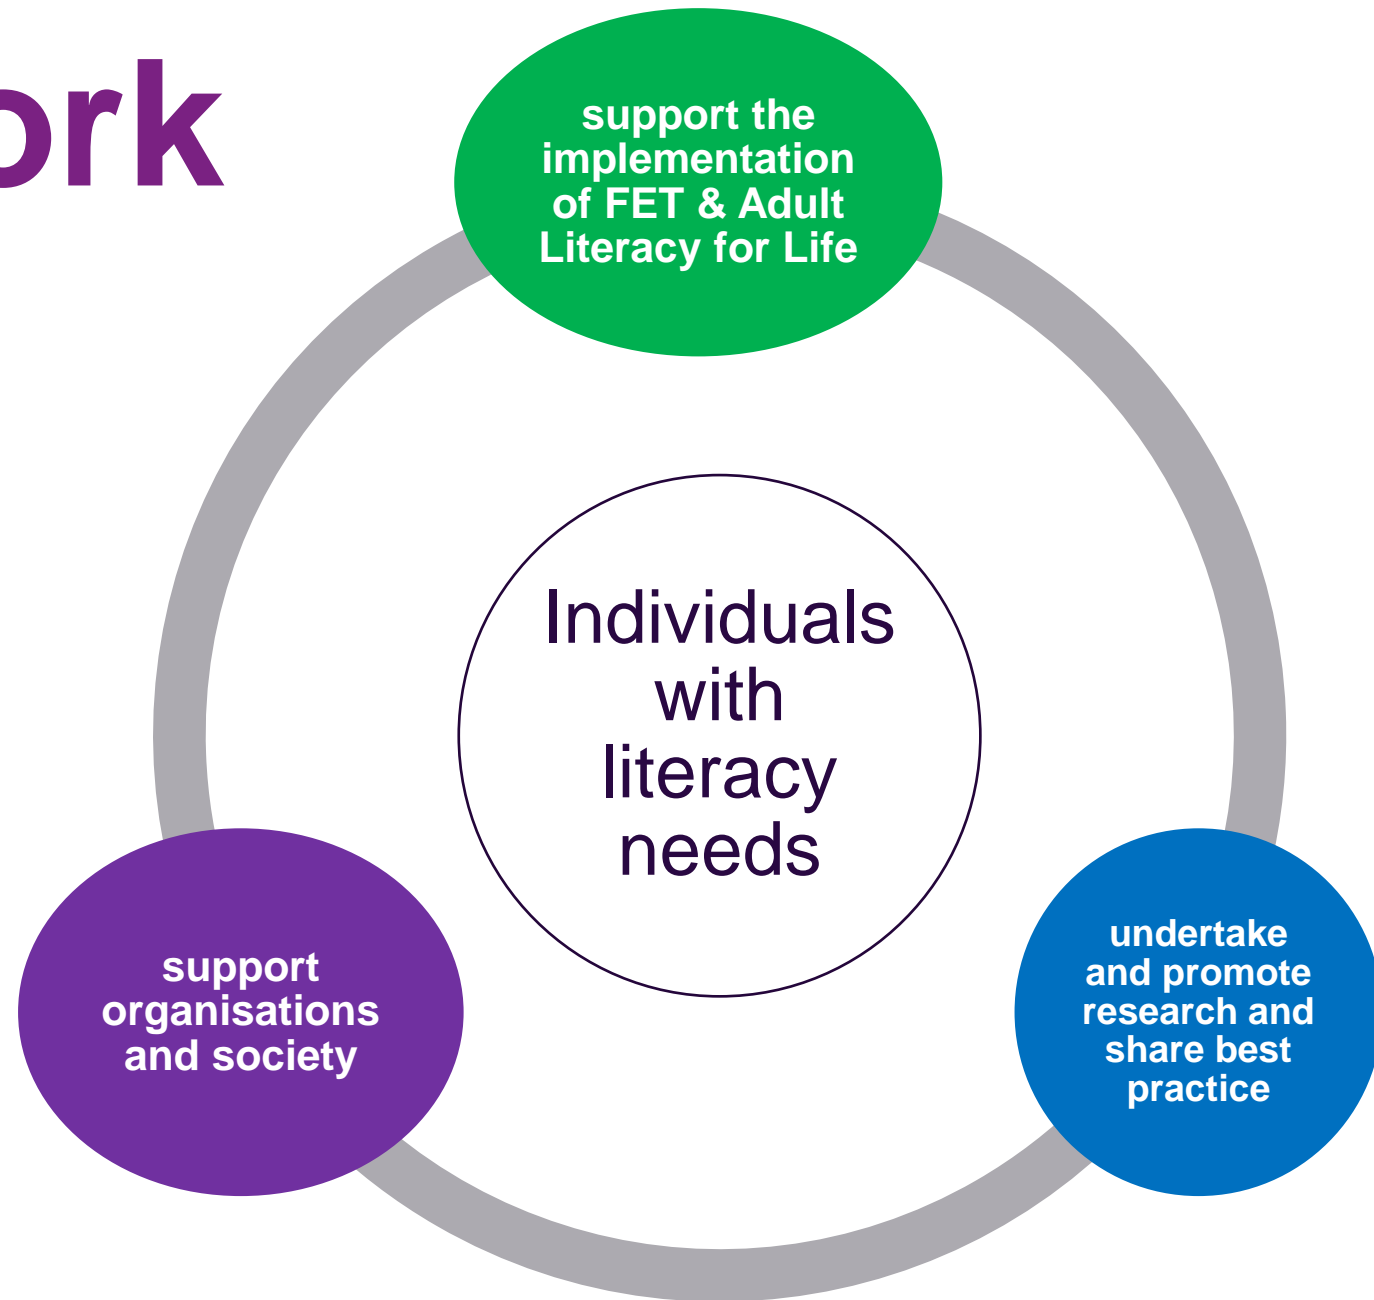 ork
support the
implementation
of FET & Adult
Literacy for Life
Individuals
with
literacy
needs
support
organisations
and society
undertake
and promote
research and
share best
practice